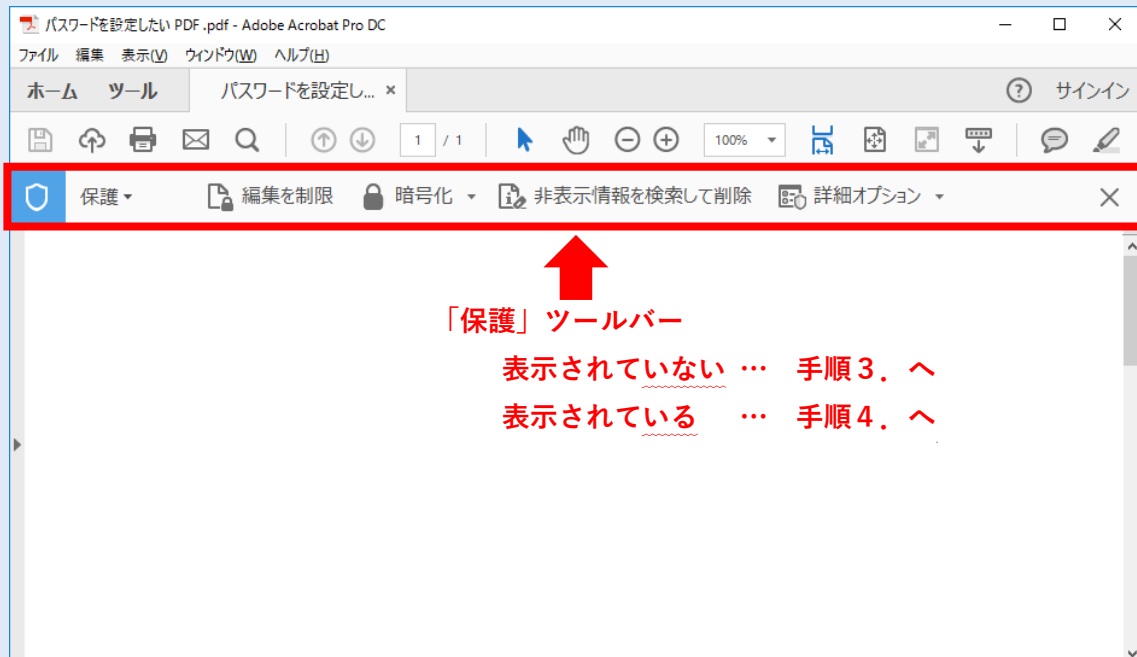 パスワードを設定したい PDF .pdf - Adobe Acrobat Pro DC
ファイル 編集 表示(V) ウィンドウ(W) ヘルプ(H)
ホーム ツール パスワードを設定し... × ? サインイン
1 / 1 100%
保護 編集を制限 暗号化 非表示情報を検索して削除 詳細オプション
「保護」ツールバー
表示されていない … 手順３．へ
表示されている … 手順４．へ